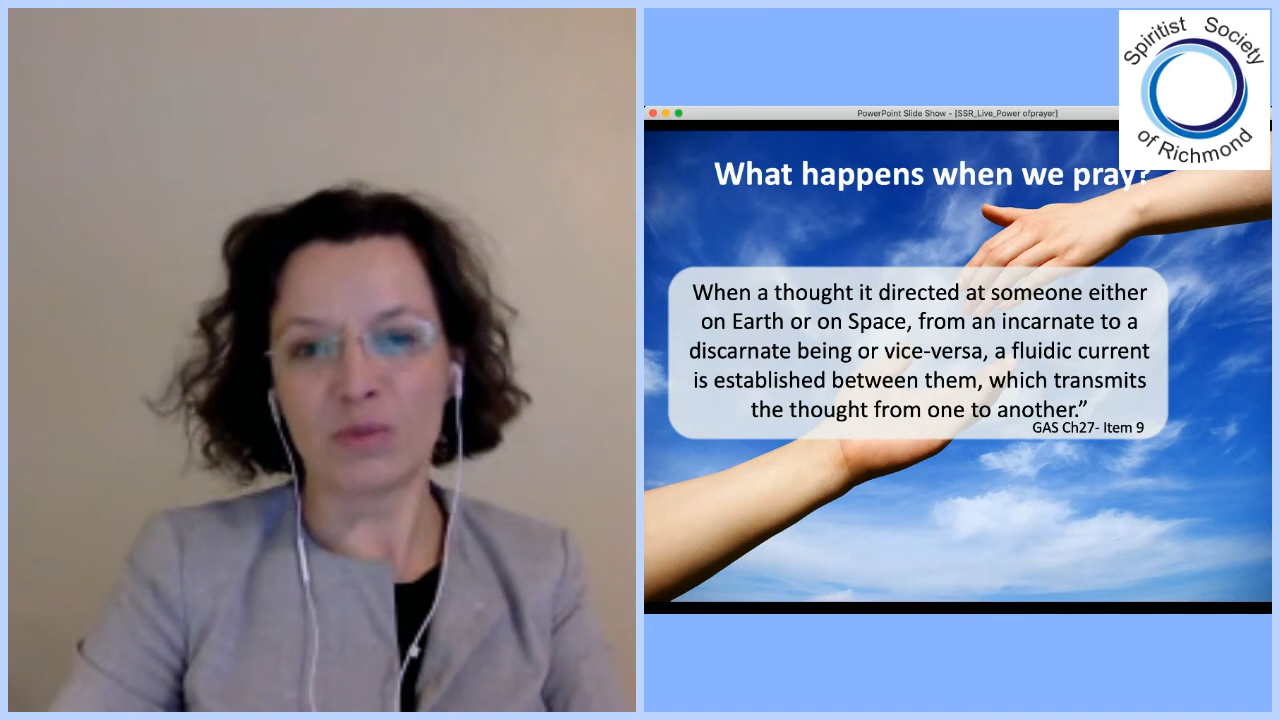 Spiritist Society
of Richmond
PowerPoint Slide Show - [SSR_Live_Power ofprayer]
What happens when we pray?
When a thought it directed at someone either
on Earth or on Space, from an incarnate to a
discarnate being or vice-versa, a fluidic current
is established between them, which transmits
the thought from one to another.”
GAS Ch27- Item 9